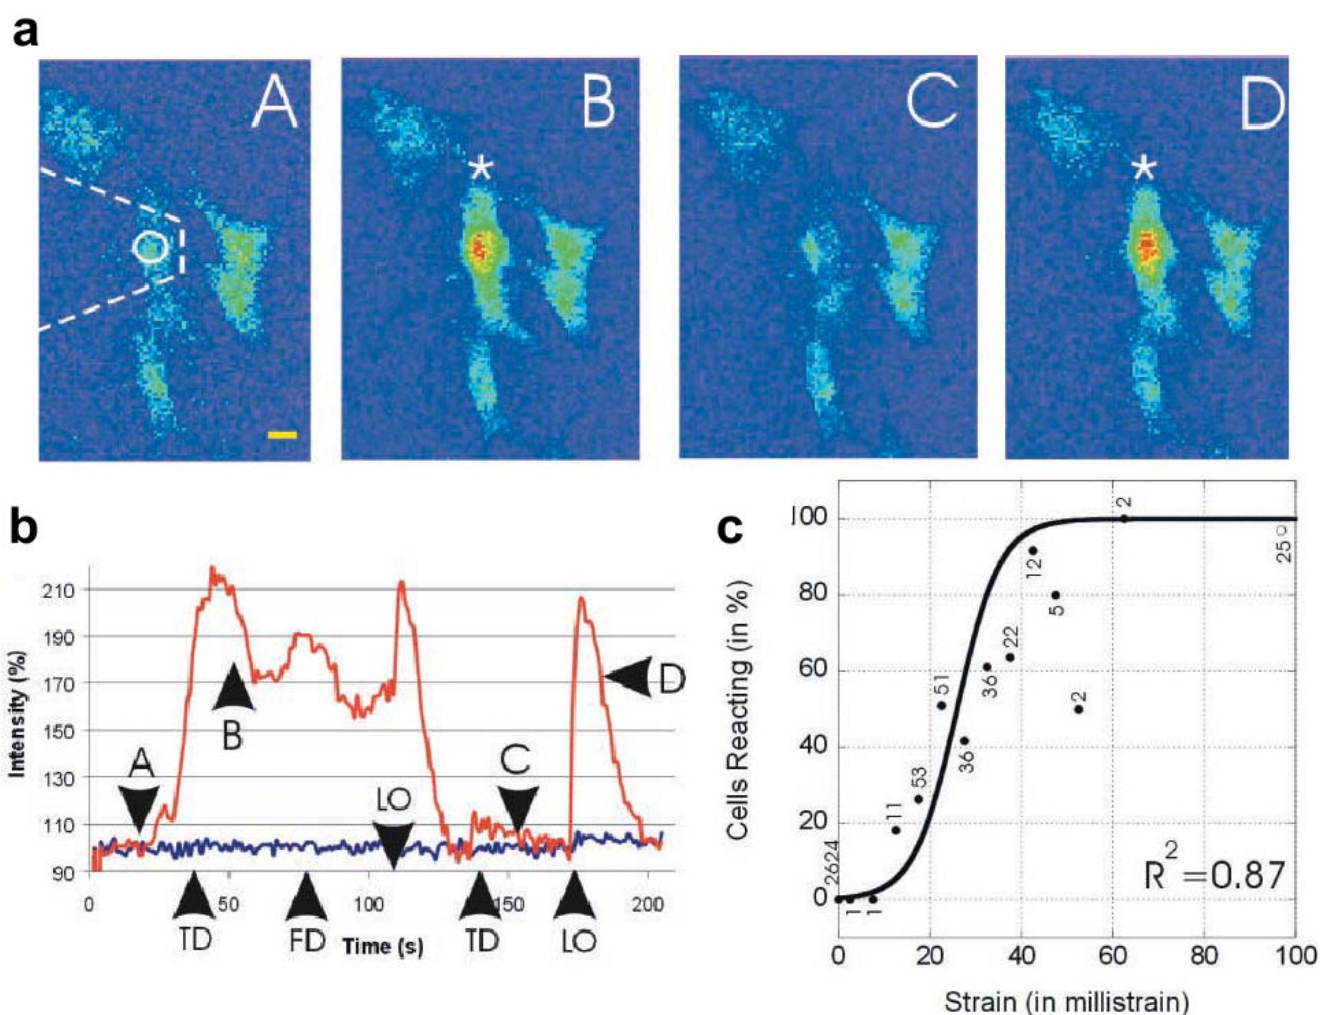 a
A
B
C
D
*
*
b
210
190
170
150
130
110
90
Intensity (%)
A
B
C
D
LO
0
50
100
150
200
TD
FD
Time (s)
TD
LO
c
100
80
60
40
20
0
Cells Reacting (in %)
2624
1
1
11
53
51
36
36
22
12
5
2
2
25
R²=0.87
0
20
40
60
80
100
Strain (in millistrain)